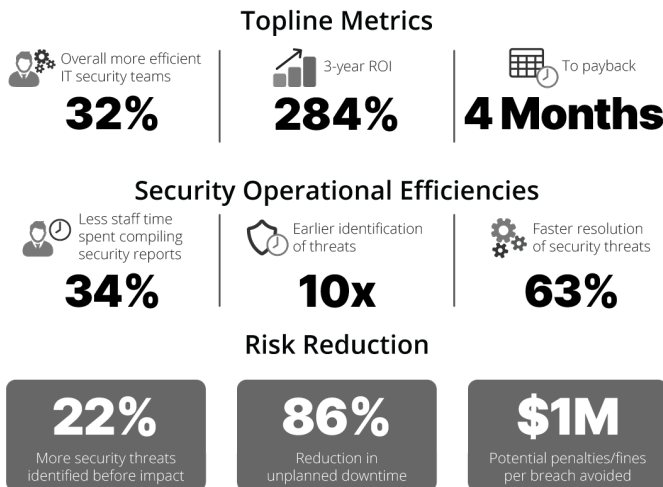 Topline Metrics
Overall more efficient
IT security teams
32%
3-year ROI
284%
To payback
4 Months
Security Operational Efficiencies
Less staff time
spent compiling
security reports
34%
Earlier identification
of threats
10x
Faster resolution
of security threats
63%
Risk Reduction
22%
More security threats
identified before impact
86%
Reduction in
unplanned downtime
$1M
Potential penalties/fines
per breach avoided